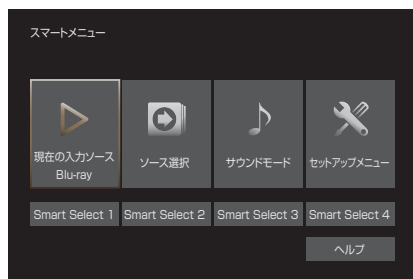 スマートメニュー
現在の入力ソース
Blu-ray
ソース選択
サウンドモード
セットアップメニュー
Smart Select 1
Smart Select 2
Smart Select 3
Smart Select 4
ヘルプ